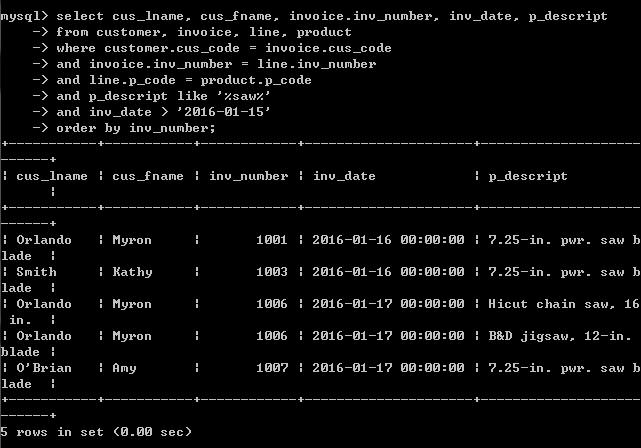 mysql> select cus_lname, cus_fname, invoice.inv_number, inv_date, p_descript
    -> from customer, invoice, line, product
    -> where customer.cus_code = invoice.cus_code
    -> and invoice.inv_number = line.inv_number
    -> and line.p_code = product.p_code
    -> and p_descript like '%saw%'
    -> and inv_date > '2016-01-15'
    -> order by inv_number;
+-----------+-----------+------------+---------------------+--------------------
------+
| cus_lname | cus_fname | inv_number | inv_date            | p_descript
      |
+-----------+-----------+------------+---------------------+--------------------
------+
| Orlando   | Myron     |       1001 | 2016-01-16 00:00:00 | 7.25-in. pwr. saw b
lade  |
| Smith     | Kathy     |       1003 | 2016-01-16 00:00:00 | 7.25-in. pwr. saw b
lade  |
| Orlando   | Myron     |       1006 | 2016-01-17 00:00:00 | Hicut chain saw, 16
 in.  |
| Orlando   | Myron     |       1006 | 2016-01-17 00:00:00 | B&D jigsaw, 12-in.
blade |
| O'Brian   | Amy       |       1007 | 2016-01-17 00:00:00 | 7.25-in. pwr. saw b
lade  |
+-----------+-----------+------------+---------------------+--------------------
------+
5 rows in set (0.00 sec)